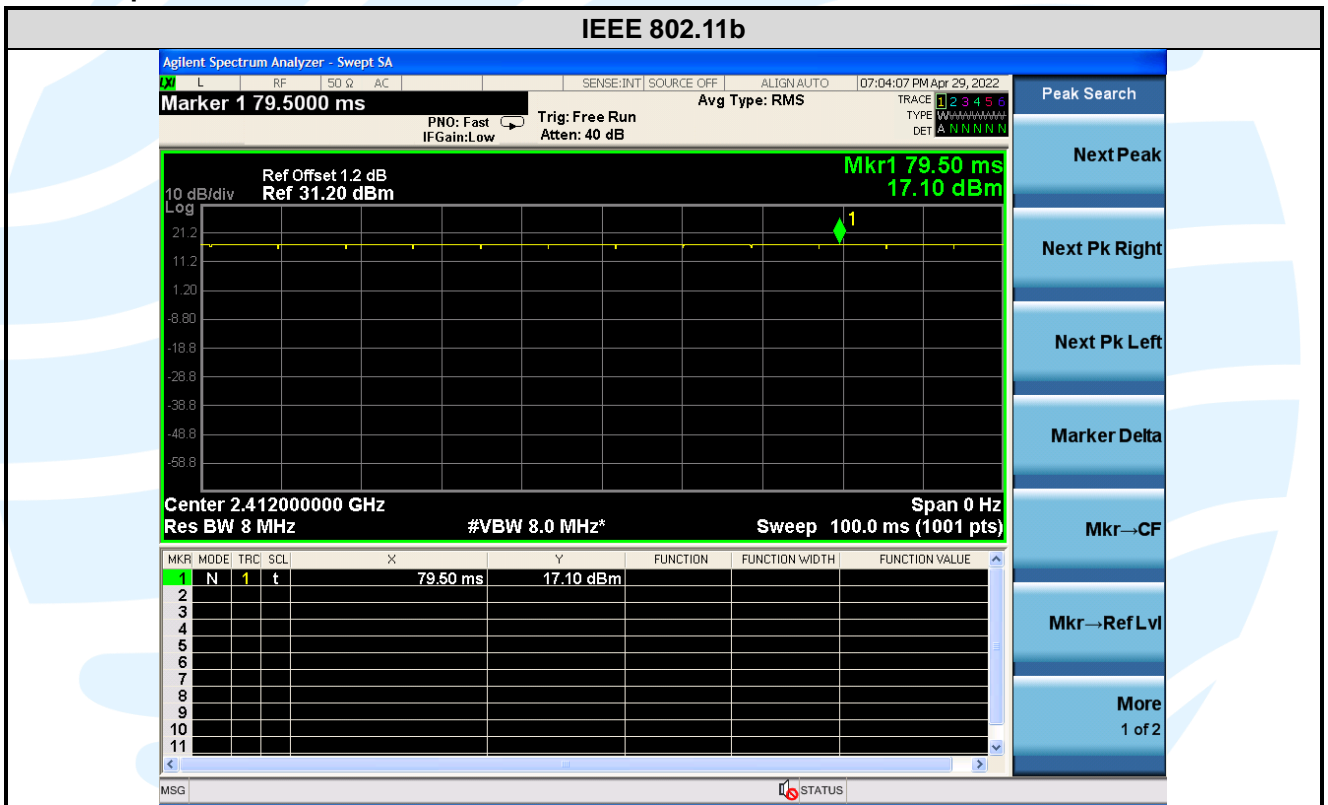 IEEE 802.11b
Agilent Spectrum Analyzer - Swept SA
LXI L RF 50 Ω AC SENSE:INT SOURCE OFF ALIGN AUTO 07:04:07 PM Apr 29, 2022
Marker 1 79.5000 ms
PNO: Fast
IFGain:Low
Trig: Free Run
Atten: 40 dB
Avg Type: RMS
TRACE 1 2 3 4 5 6
TYPE WWWWWW
DET A N N N N N
Peak Search
Next Peak
Next Pk Right
Next Pk Left
Marker Delta
Mkr→CF
Mkr→Ref Lvl
More
1 of 2
Mkr1 79.50 ms
17.10 dBm
Ref Offset 1.2 dB
10 dB/div Ref 31.20 dBm
Log
1
21.2
11.2
1.20
-8.80
-18.8
-28.8
-38.8
-48.8
-58.8
Center 2.412000000 GHz Span 0 Hz
Res BW 8 MHz #VBW 8.0 MHz* Sweep 100.0 ms (1001 pts)
MKR MODE TRC SCL X Y FUNCTION FUNCTION WIDTH FUNCTION VALUE
1 N 1 t 79.50 ms 17.10 dBm
2
3
4
5
6
7
8
9
10
11
MSG STATUS